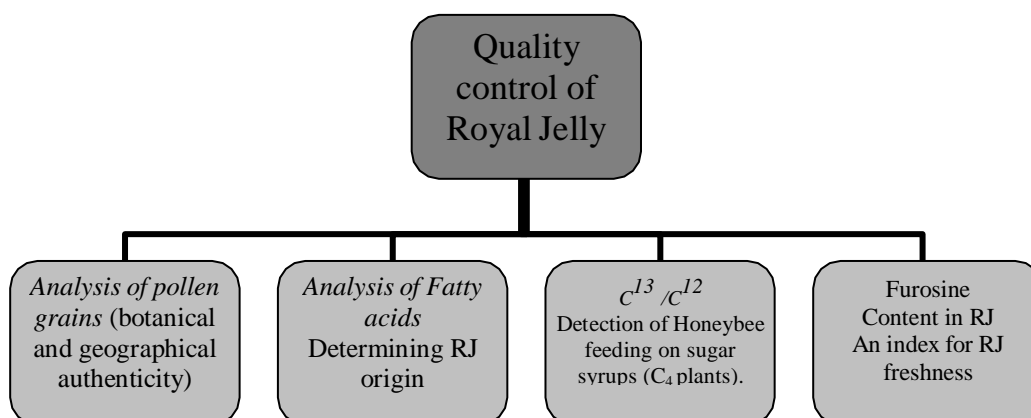 Quality
control of
Royal Jelly
Analysis of pollen
grains (botanical
and geographical
authenticity)
Analysis of Fatty
acids
Determining RJ
origin
C13 /C12
Detection of Honeybee
feeding on sugar
syrups (C4 plants).
Furosine
Content in RJ
An index for RJ
freshness